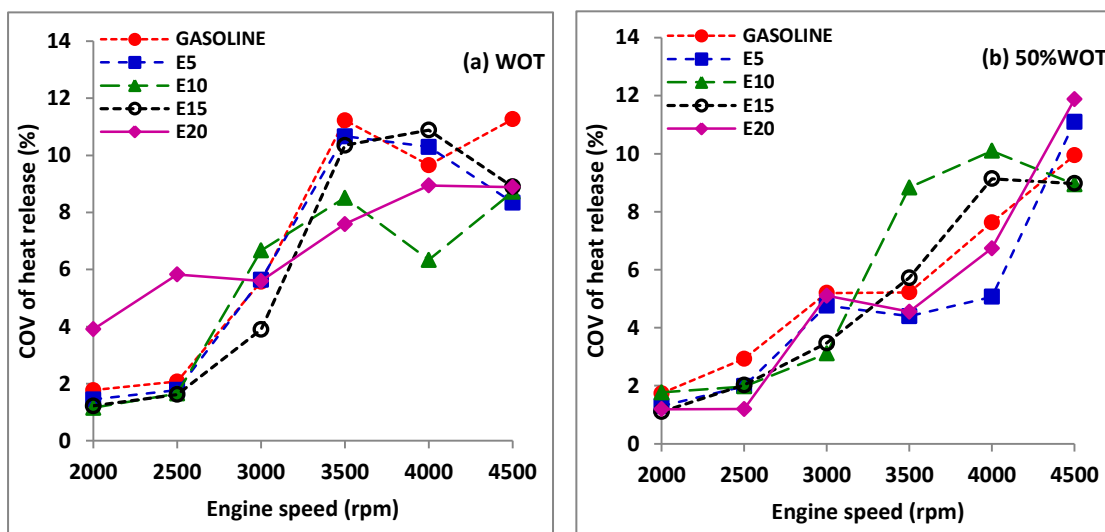 14
12
10
8
6
4
2
0
COV of heat release (%)
GASOLINE
E5
E10
E15
E20
(a) WOT
2000 2500 3000 3500 4000 4500
Engine speed (rpm)
14
12
10
8
6
4
2
0
COV of heat release (%)
GASOLINE
E5
E10
E15
E20
(b) 50%WOT
2000 2500 3000 3500 4000 4500
Engine speed (rpm)